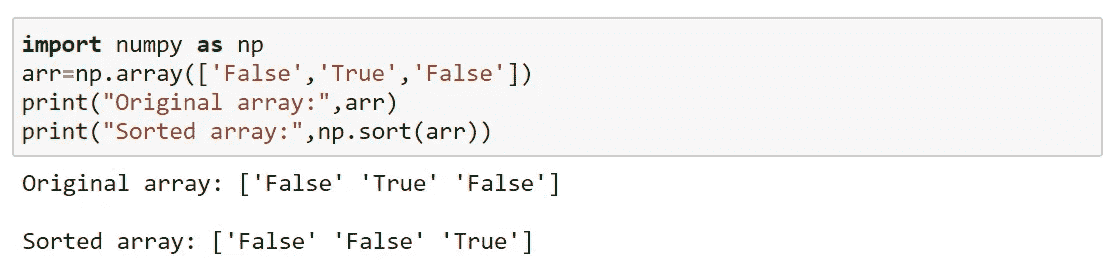 import numpy as np
arr=np.array(['False','True','False'])
print("Original array:",arr)
print("Sorted array:",np.sort(arr))
Original array: ['False' 'True' 'False']
Sorted array: ['False' 'False' 'True']